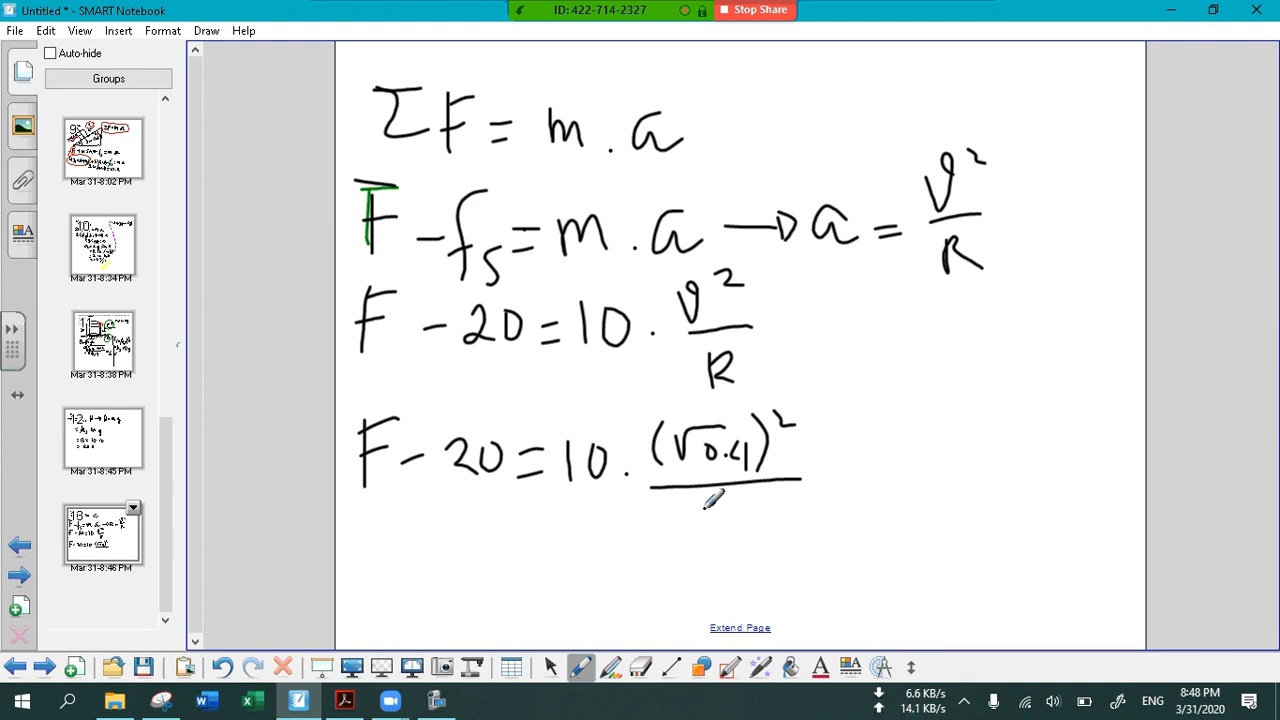 Untitled * - SMART Notebook
ID: 422-714-2327
Stop Share
File Edit View Insert Format Draw Help
Auto-hide
Groups
Mar 31-8:02 PM
Mar 31-8:34 PM
Mar 31-8:38 PM
Mar 31-8:45 PM
Mar 31-8:46 PM
ΣF = m . a
F - fs = m . a → a = v²/R
F - 20 = 10 . v²/R
F - 20 = 10 . (√0.4)²
Extend Page
6.6 KB/s
14.1 KB/s
ENG
8:48 PM
3/31/2020